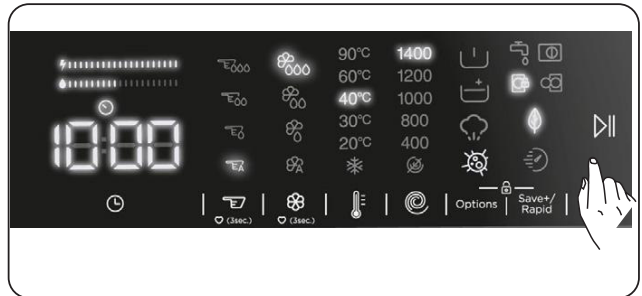 90°C
60°C
40°C
30°C
20°C
1400
1200
1000
800
400
10:00
A
A
(3sec.)
(3sec.)
Options
Save+/
Rapid